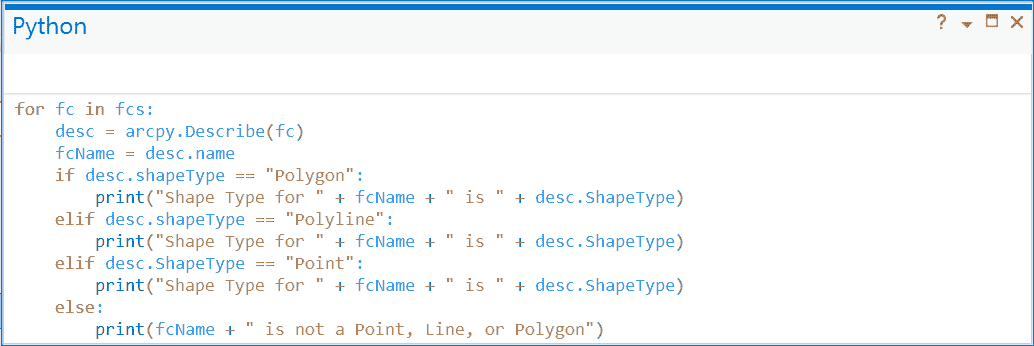 Python
for fc in fcs:
    desc = arcpy.Describe(fc)
    fcName = desc.name
    if desc.shapeType == "Polygon":
        print("Shape Type for " + fcName + " is " + desc.ShapeType)
    elif desc.shapeType == "Polyline":
        print("Shape Type for " + fcName + " is " + desc.ShapeType)
    elif desc.ShapeType == "Point":
        print("Shape Type for " + fcName + " is " + desc.ShapeType)
    else:
        print(fcName + " is not a Point, Line, or Polygon")